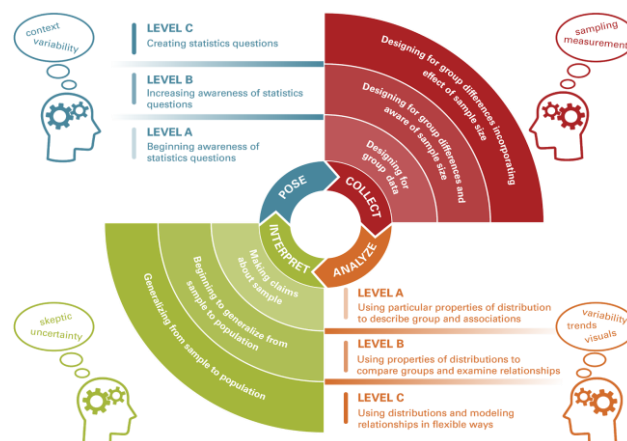 context
variability
LEVEL C
Creating statistics questions
LEVEL B
Increasing awareness of statistics
questions
LEVEL A
Beginning awareness of
statistics questions
sampling
measurement
Designing for group differences incorporating
effect of sample size
Designing for group differences and
aware of sample size
Designing for
group data
POSE
COLLECT
INTERPRET
ANALYZE
Making claims
about sample
Beginning to generalize from
sample to population
Generalizing from sample to population
LEVEL A
Using particular properties of distribution
to describe group and associations
LEVEL B
Using properties of distributions to
compare groups and examine relationships
LEVEL C
Using distributions and modeling
relationships in flexible ways
skeptic
uncertainty
variability
trends
visuals